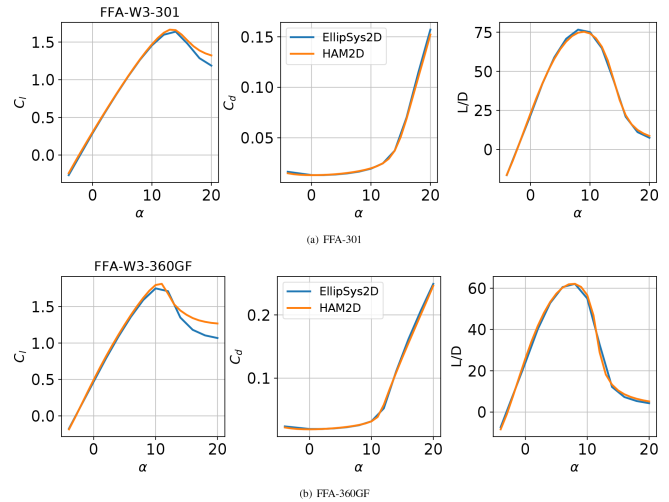 FFA-W3-301
1.5
1.0
0.5
0.0
C_l
0
10
20
α
0.15
0.10
0.05
C_d
EllipSys2D
HAM2D
0
10
20
α
75
50
25
0
L/D
0
10
20
α
(a) FFA-301
FFA-W3-360GF
1.5
1.0
0.5
0.0
C_l
0
10
20
α
0.2
0.1
C_d
EllipSys2D
HAM2D
0
10
20
α
60
40
20
0
L/D
0
10
20
α
(b) FFA-360GF